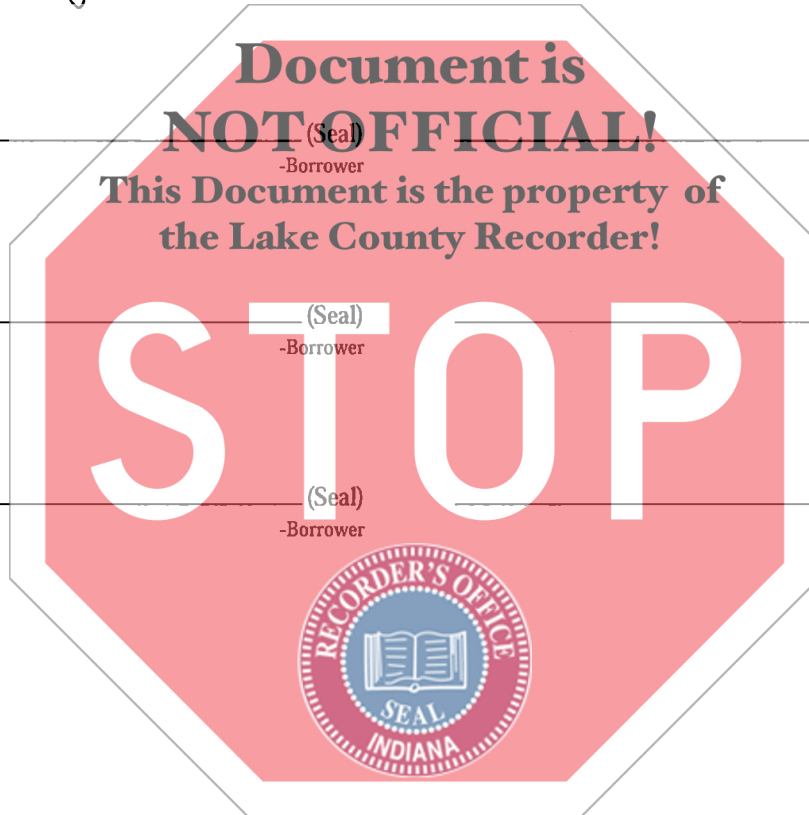 Document is
NOT OFFICIAL!
(Seal)
-Borrower
This Document is the property of
the Lake County Recorder!
(Seal)
-Borrower
STOP
(Seal)
-Borrower
RECORDER'S OFFICE
SEAL
INDIANA